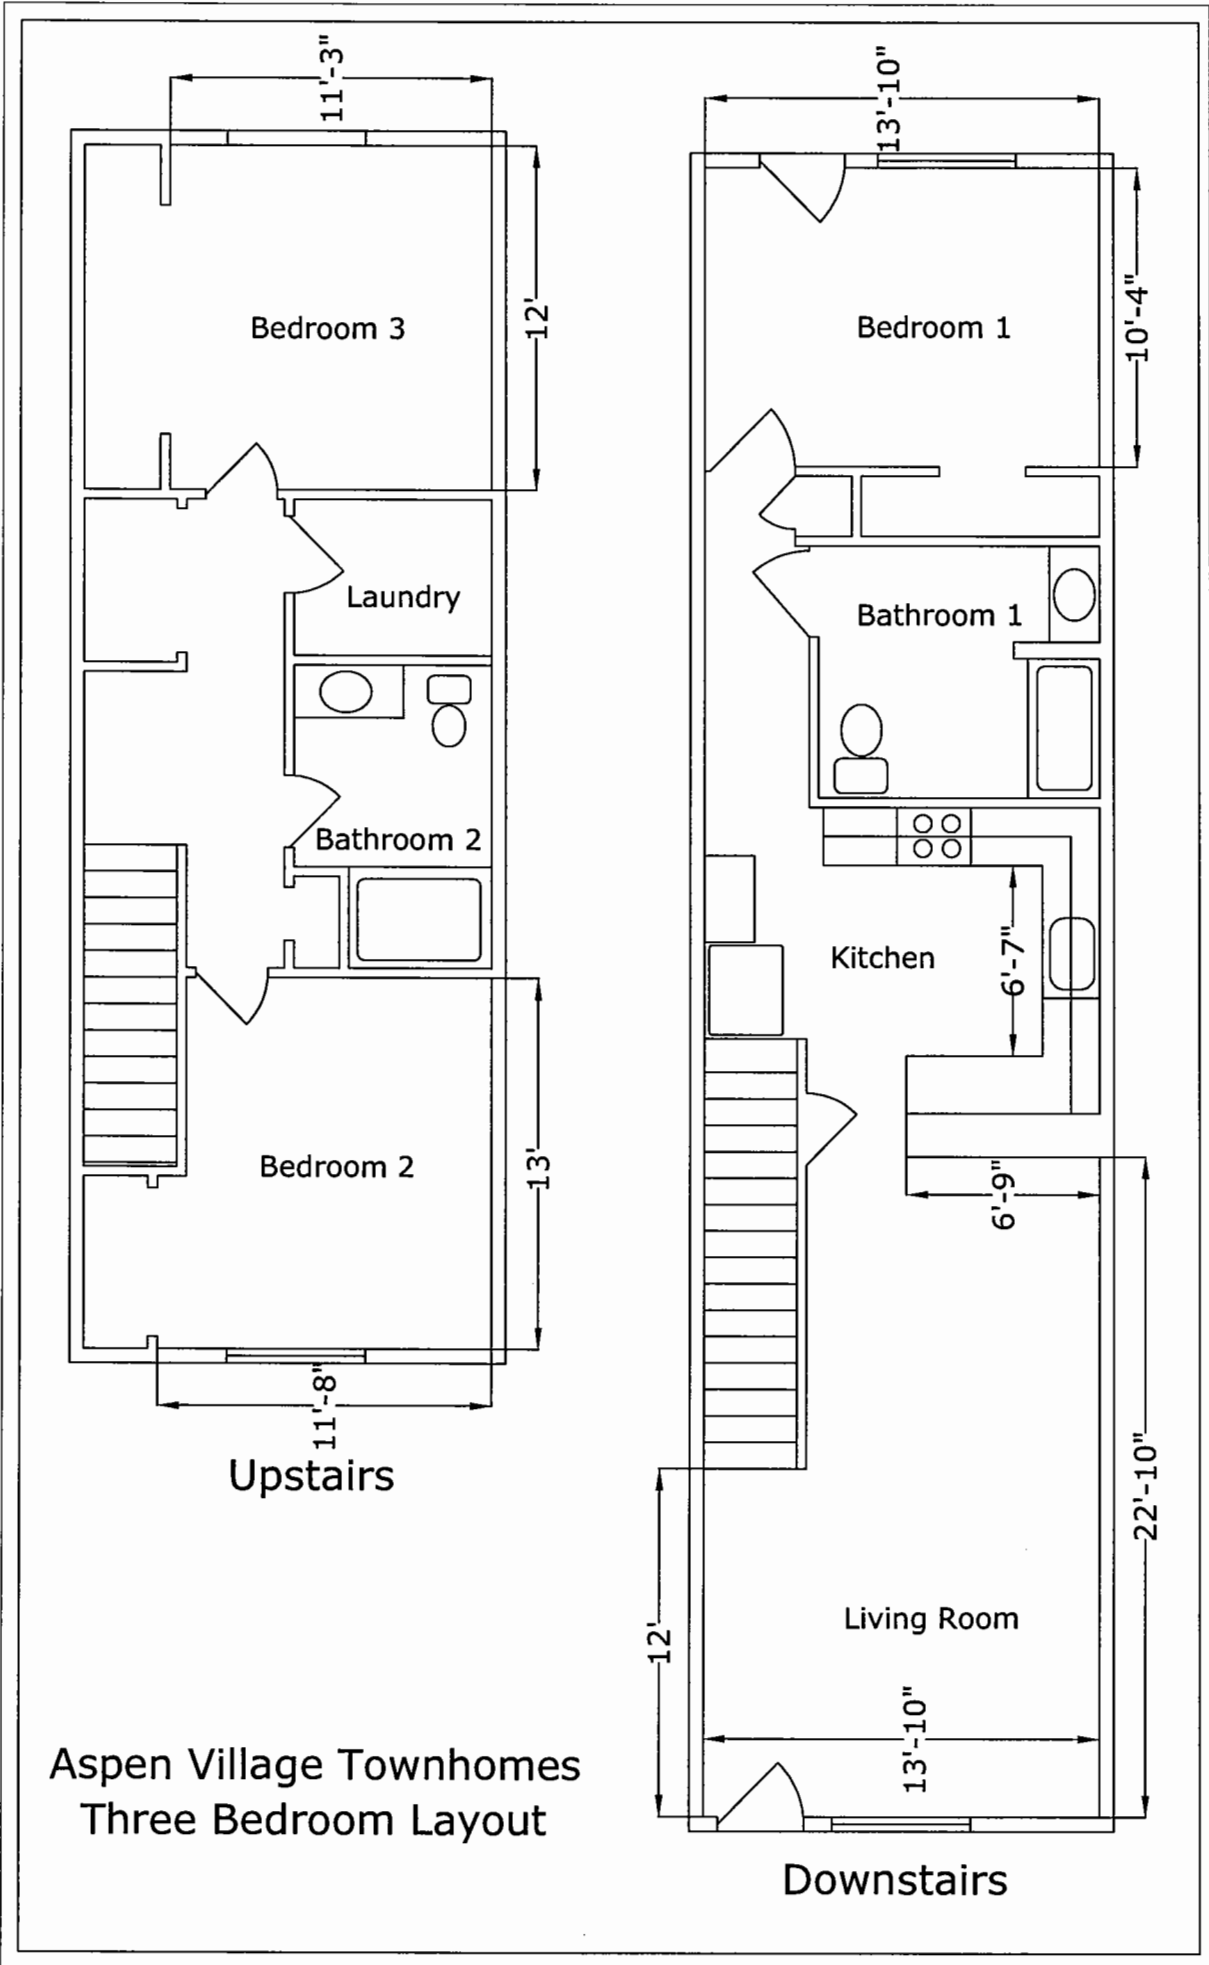 11'-3"
12'
Bedroom 3
Laundry
Bathroom 2
Bedroom 2
13'
11'-8"
Upstairs
13'-10"
10'-4"
Bedroom 1
Bathroom 1
Kitchen
6'-7"
6'-9"
22'-10"
12'
Living Room
13'-10"
Downstairs
Aspen Village Townhomes
Three Bedroom Layout